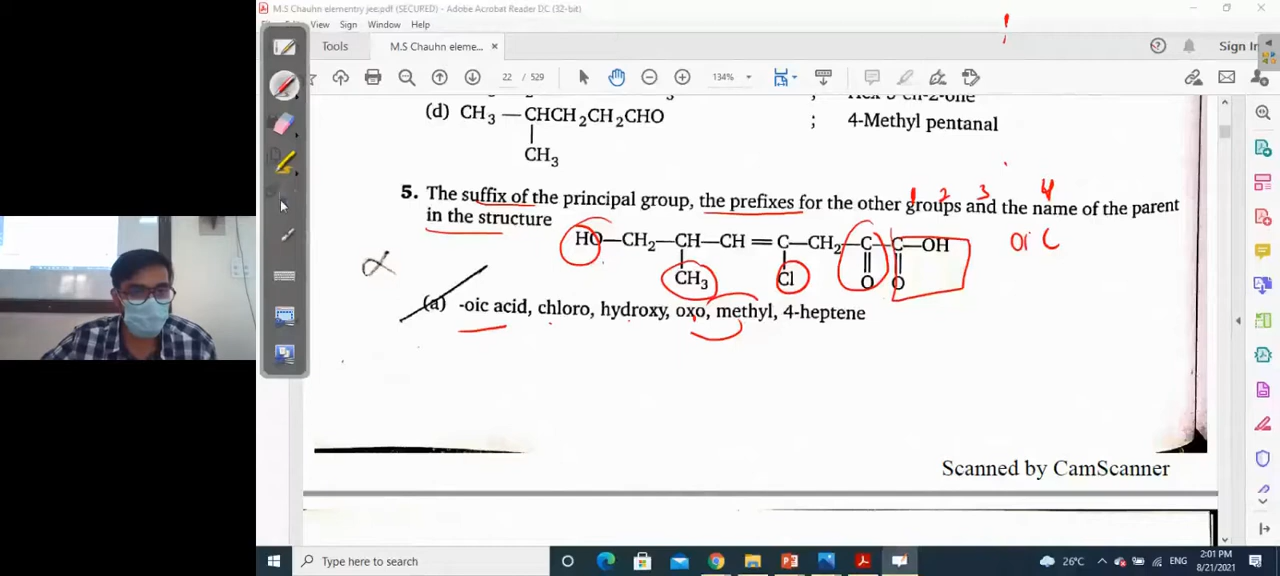 M.S Chauhn elementry jee.pdf (SECURED) - Adobe Acrobat Reader DC (32-bit)
Sign Window Help
Tools M.S Chauhn eleme... × Sign In
22 / 529 134%
(d) CH3 — CHCH2CH2CHO ; 4-Methyl pentanal
CH3
1 2 3 4
5. The suffix of the principal group, the prefixes for the other groups and the name of the parent
in the structure
HO—CH2—CH—CH=C—CH2—C—C—OH
CH3 Cl O O
(a) -oic acid, chloro, hydroxy, oxo, methyl, 4-heptene
Scanned by CamScanner
Type here to search
26°C ENG 2:01 PM
8/21/2021